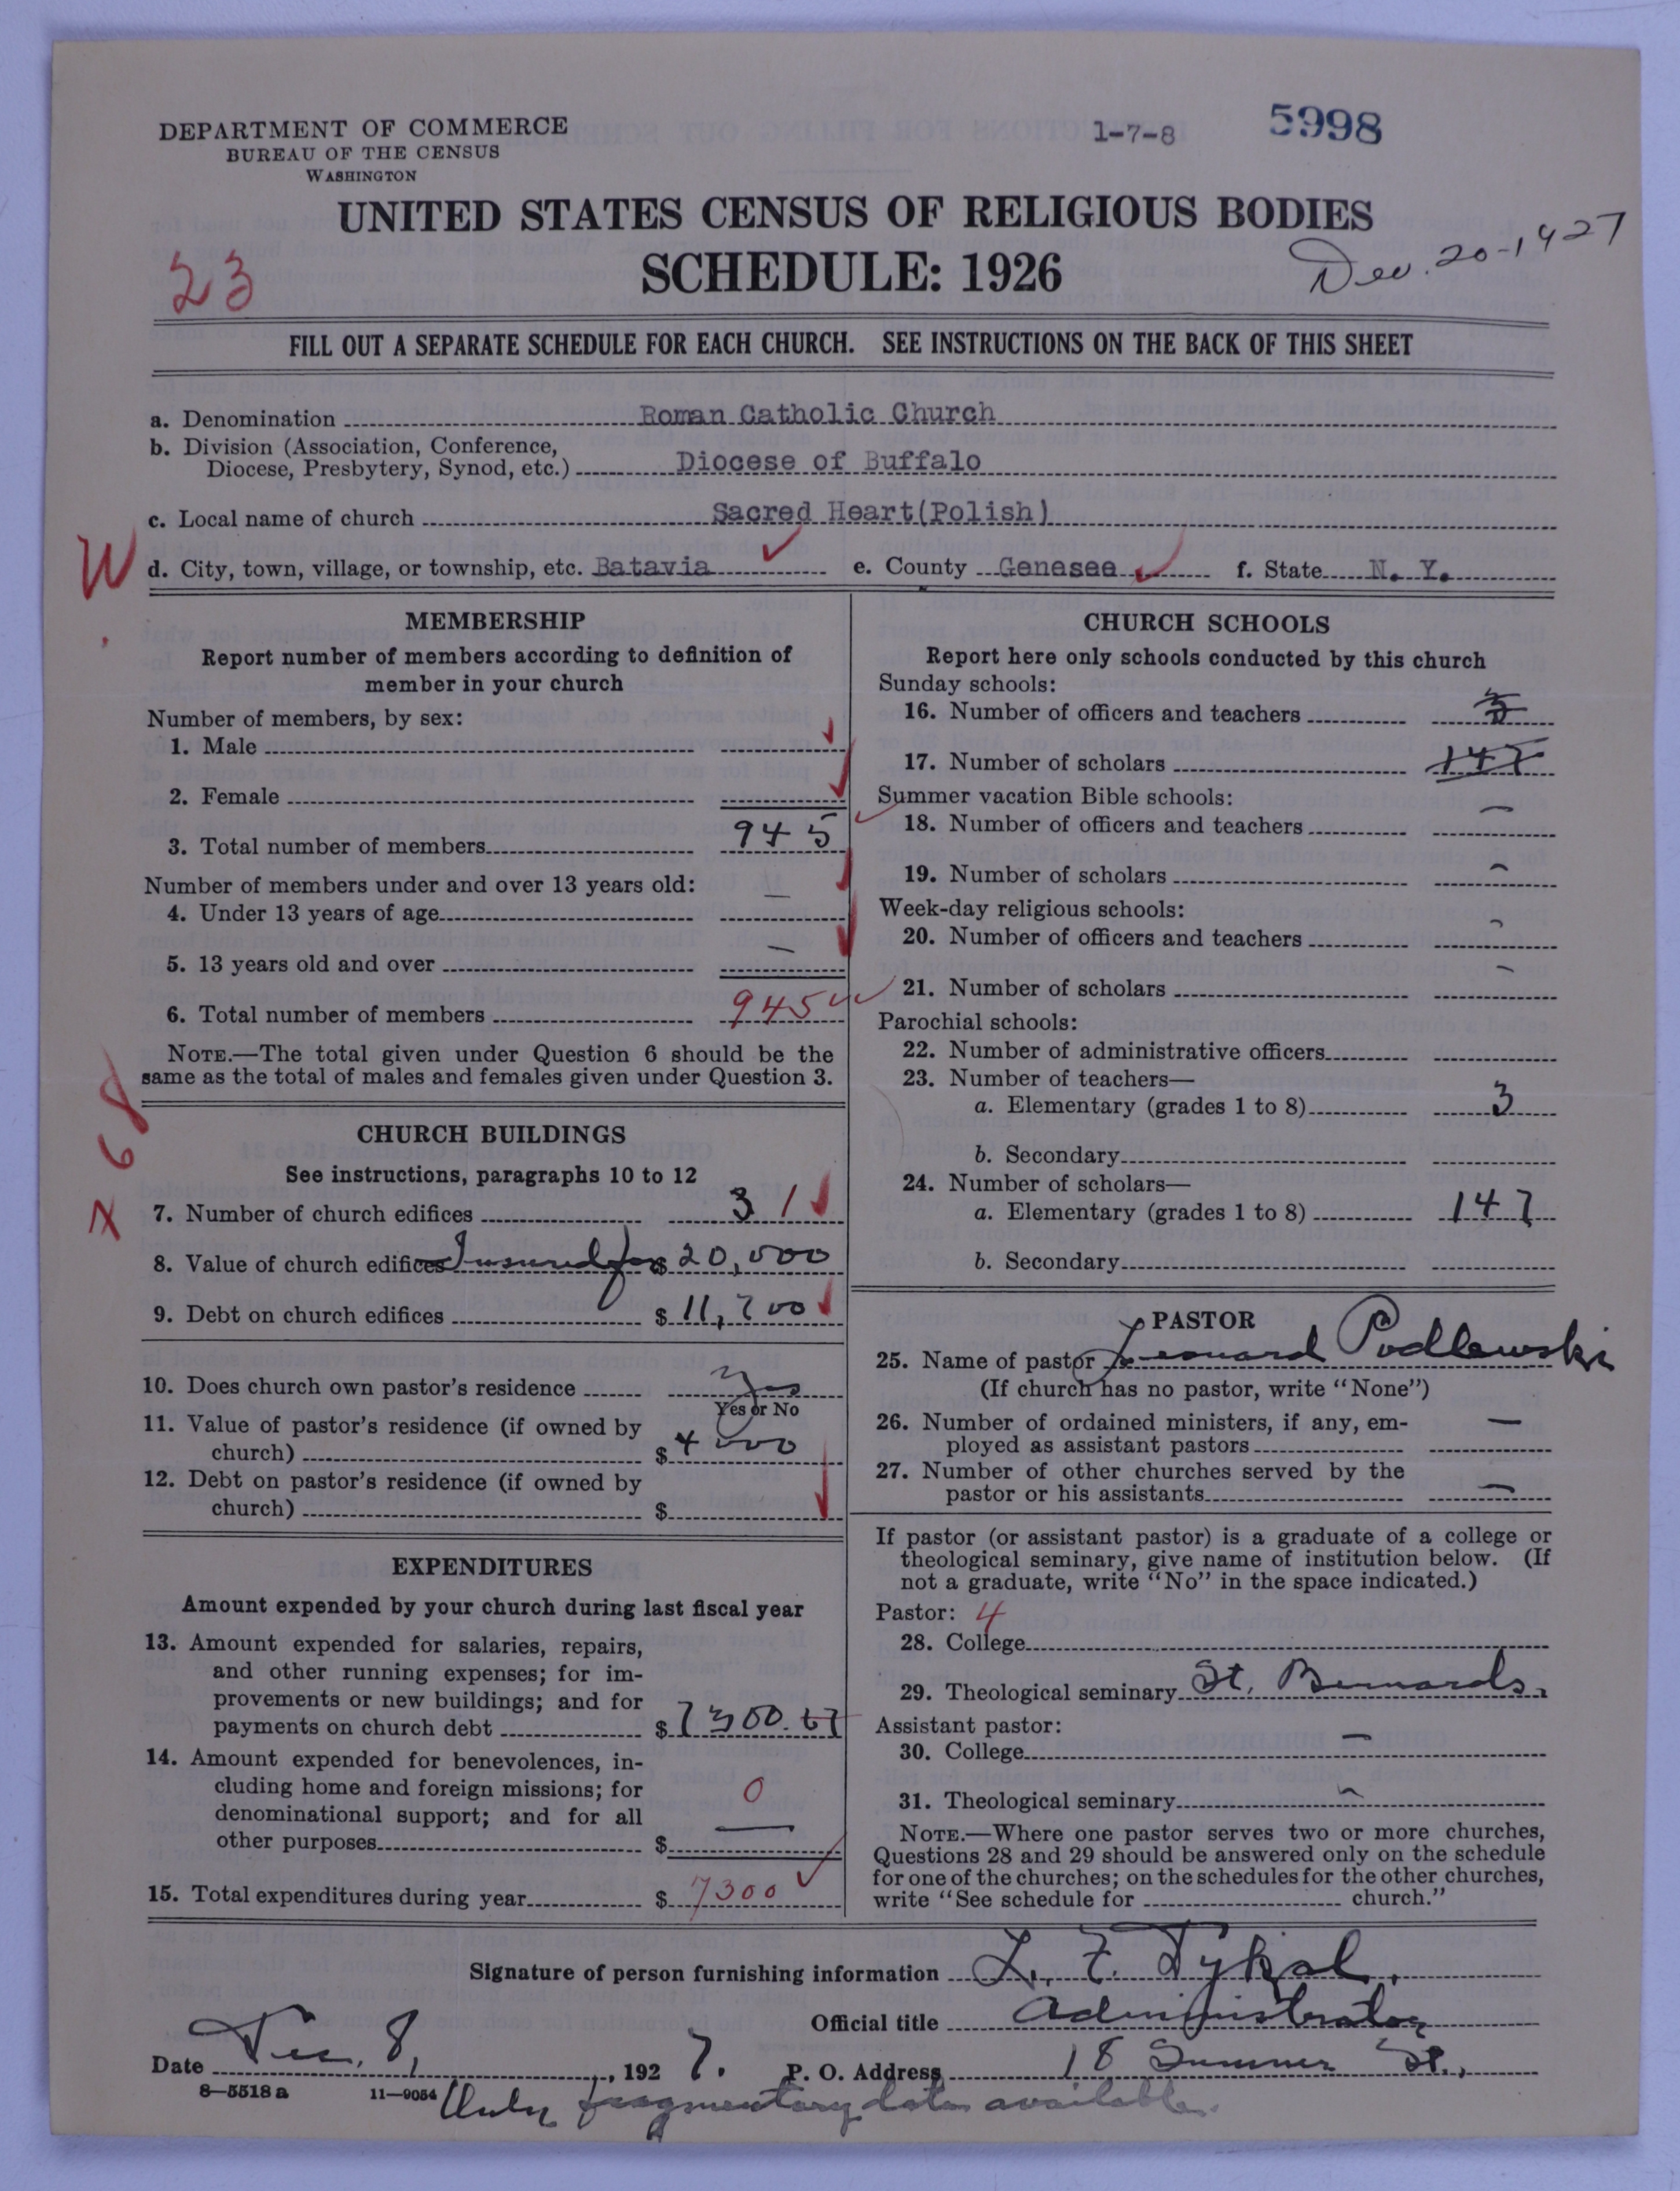 DEPARTMENT OF COMMERCE
BUREAU OF THE CENSUS
WASHINGTON
1-7-8
5998
UNITED STATES CENSUS OF RELIGIOUS BODIES
SCHEDULE: 1926
23
20-1927
FILL OUT A SEPARATE SCHEDULE FOR EACH CHURCH. SEE INSTRUCTIONS ON THE BACK OF THIS SHEET
a. Denomination Roman Catholic Church
b. Division (Association, Conference,
Diocese, Presbytery, Synod, etc.) Diocese of Buffalo
c. Local name of church Sacred Heart(Polish)
W
d. City, town, village, or township, etc. Batavia e. County Genesee f. State N. Y.
MEMBERSHIP
Report number of members according to definition of
member in your church
Number of members, by sex:
1. Male
2. Female
3. Total number of members 945
Number of members under and over 13 years old:
4. Under 13 years of age —
5. 13 years old and over —
6. Total number of members 945
NOTE.—The total given under Question 6 should be the
same as the total of males and females given under Question 3.
x 68
CHURCH BUILDINGS
See instructions, paragraphs 10 to 12
7. Number of church edifices 3 1
8. Value of church edifices Insured for $ 20,000
9. Debt on church edifices $ 11,700
10. Does church own pastor's residence Yes
Yes or No
11. Value of pastor's residence (if owned by
church) $ 4000
12. Debt on pastor's residence (if owned by
church) $
EXPENDITURES
Amount expended by your church during last fiscal year
13. Amount expended for salaries, repairs,
and other running expenses; for im-
provements or new buildings; and for
payments on church debt $ 7300.67
14. Amount expended for benevolences, in-
cluding home and foreign missions; for
denominational support; and for all
other purposes $ 0 —
15. Total expenditures during year $ 7300
CHURCH SCHOOLS
Report here only schools conducted by this church
Sunday schools:
16. Number of officers and teachers 3
17. Number of scholars 147
Summer vacation Bible schools:
18. Number of officers and teachers —
19. Number of scholars —
Week-day religious schools:
20. Number of officers and teachers —
21. Number of scholars —
Parochial schools:
22. Number of administrative officers
23. Number of teachers—
a. Elementary (grades 1 to 8) 3
b. Secondary
24. Number of scholars—
a. Elementary (grades 1 to 8) 147
b. Secondary
PASTOR
25. Name of pastor Leonard Podlewski
(If church has no pastor, write "None")
26. Number of ordained ministers, if any, em-
ployed as assistant pastors —
27. Number of other churches served by the
pastor or his assistants —
If pastor (or assistant pastor) is a graduate of a college or
theological seminary, give name of institution below. (If
not a graduate, write "No" in the space indicated.)
Pastor: 4
28. College
29. Theological seminary St. Bernards.
Assistant pastor:
30. College —
31. Theological seminary —
NOTE.—Where one pastor serves two or more churches,
Questions 28 and 29 should be answered only on the schedule
for one of the churches; on the schedules for the other churches,
write "See schedule for church."
Signature of person furnishing information L. F. Tykal.
Official title Administrator
Date Dec. 8, 1927. P. O. Address 18 Summer St.,
8-5518 a 11-9054
Only fragmentary data available.